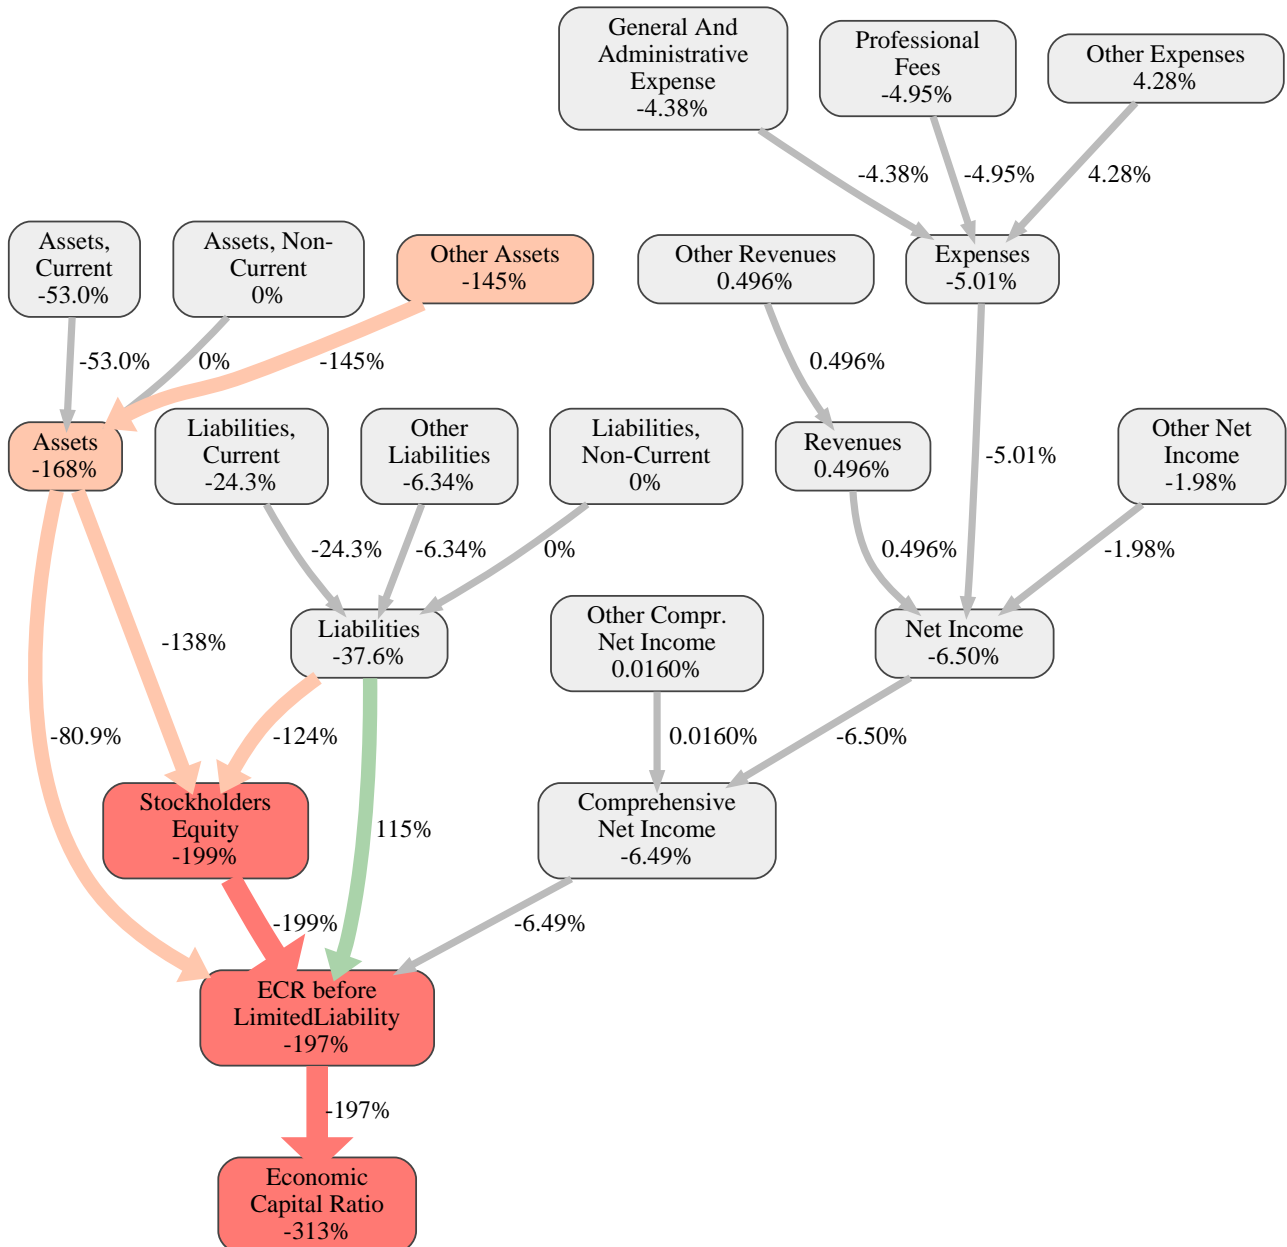 General And
Administrative
Expense
-4.38%
Professional
Fees
-4.95%
Other Expenses
4.28%
-4.38%
-4.95%
4.28%
Assets,
Current
-53.0%
Assets, Non-
Current
0%
Other Assets
-145%
Other Revenues
0.496%
Expenses
-5.01%
-53.0%
0%
-145%
0.496%
Assets
-168%
Liabilities,
Current
-24.3%
Other
Liabilities
-6.34%
Liabilities,
Non-Current
0%
Revenues
0.496%
-5.01%
Other Net
Income
-1.98%
-24.3%
-6.34%
0%
0.496%
-1.98%
-138%
Liabilities
-37.6%
Other Compr.
Net Income
0.0160%
Net Income
-6.50%
-80.9%
-124%
0.0160%
-6.50%
Stockholders
Equity
-199%
115%
Comprehensive
Net Income
-6.49%
-199%
-6.49%
ECR before
LimitedLiability
-197%
-197%
Economic
Capital Ratio
-313%